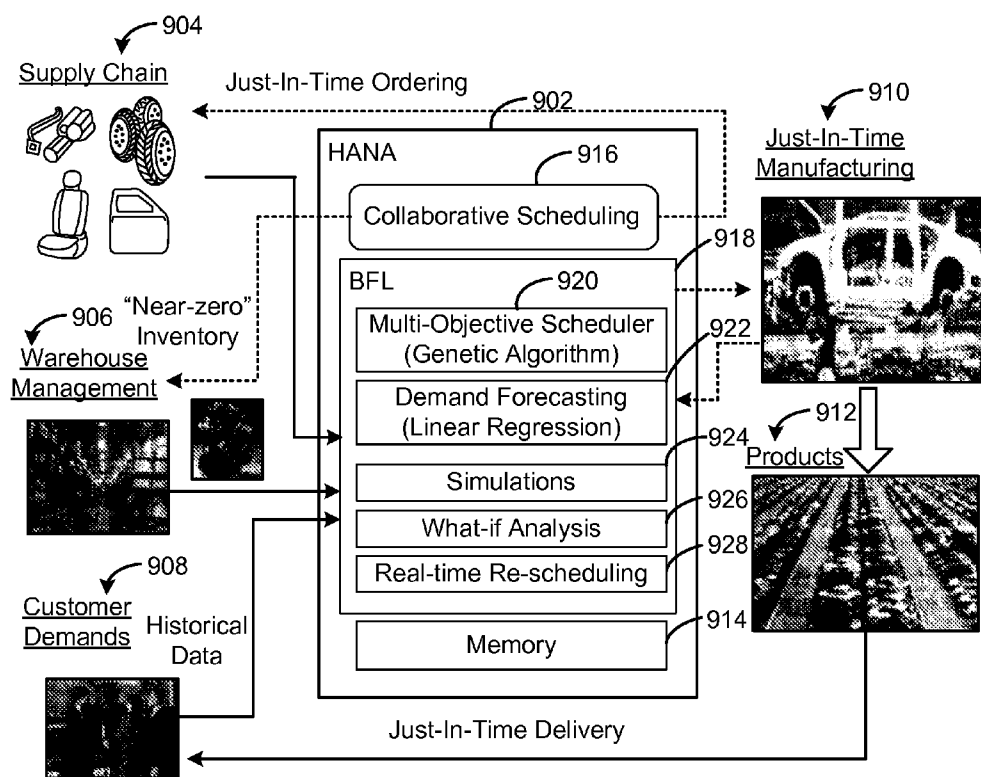 904
Supply Chain
Just-In-Time Ordering
902
HANA
916
Collaborative Scheduling
910
Just-In-Time
Manufacturing
918
BFL
920
Multi-Objective Scheduler
(Genetic Algorithm)
922
Demand Forecasting
(Linear Regression)
924
Simulations
926
What-if Analysis
928
Real-time Re-scheduling
914
Memory
"Near-zero"
Inventory
906
Warehouse
Management
912
Products
908
Customer
Demands
Historical
Data
Just-In-Time Delivery